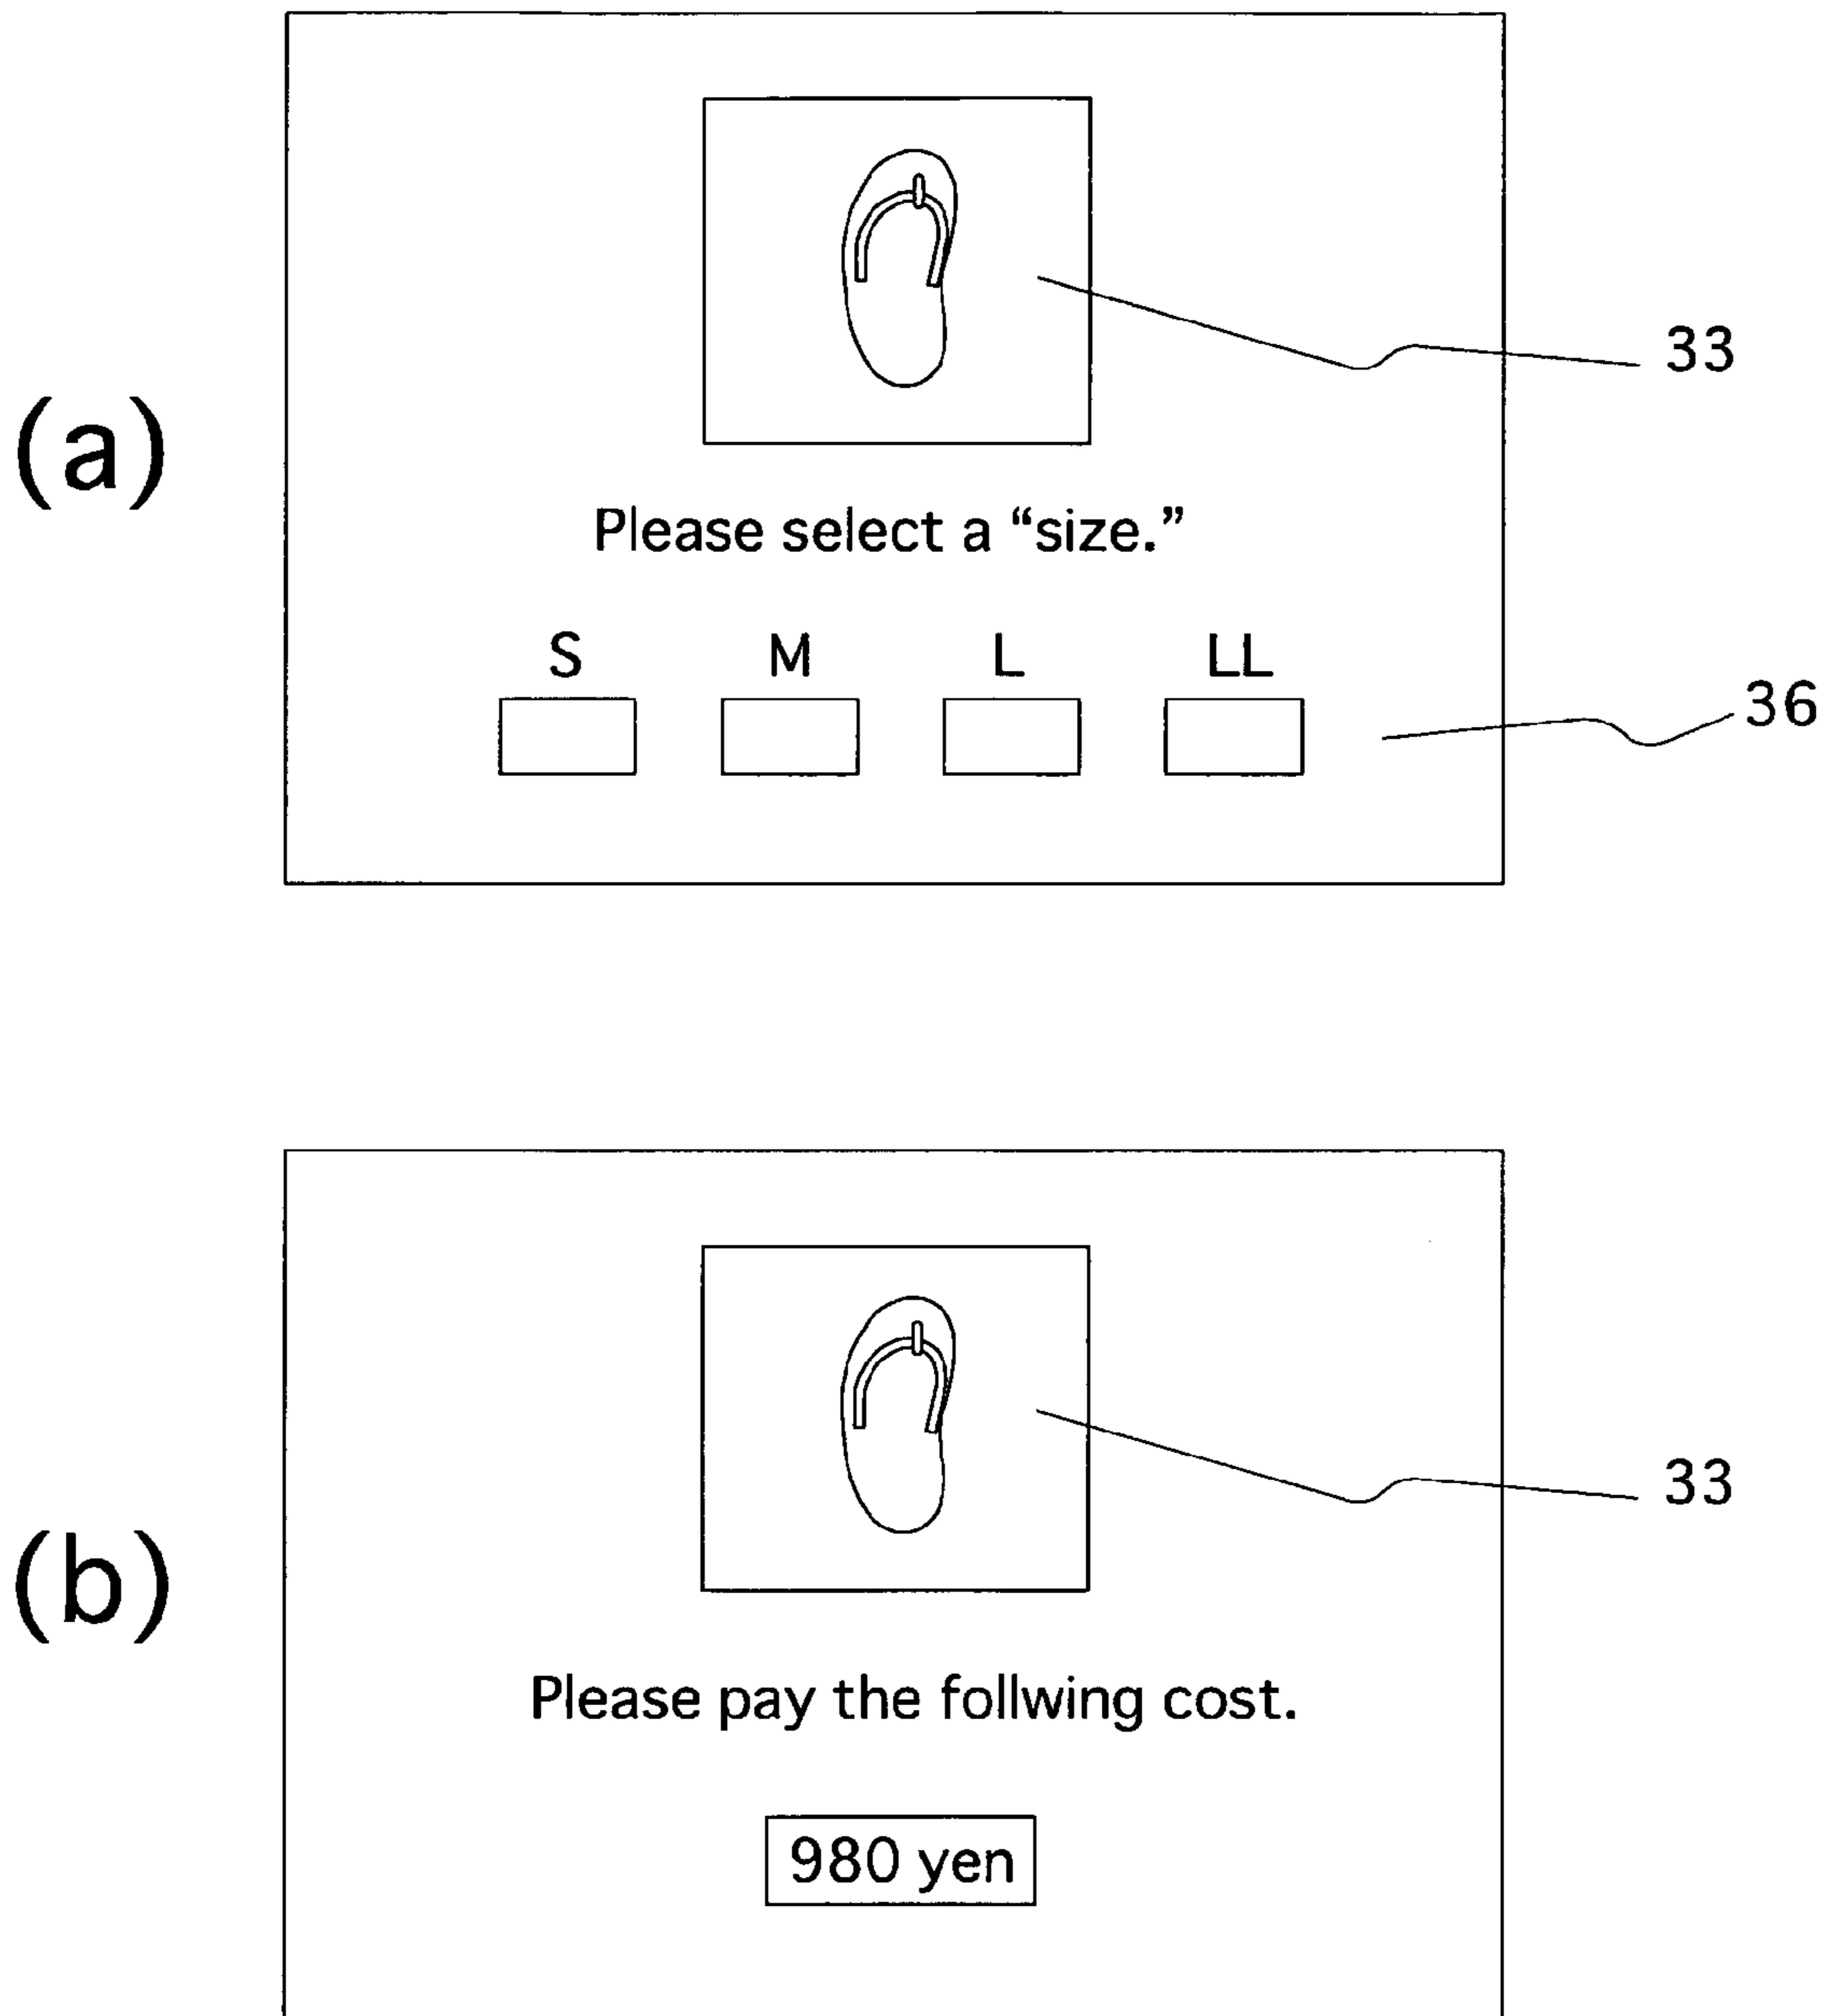 (a)
33
Please select a “size.”
S M L LL
36
(b)
33
Please pay the follwing cost.
980 yen